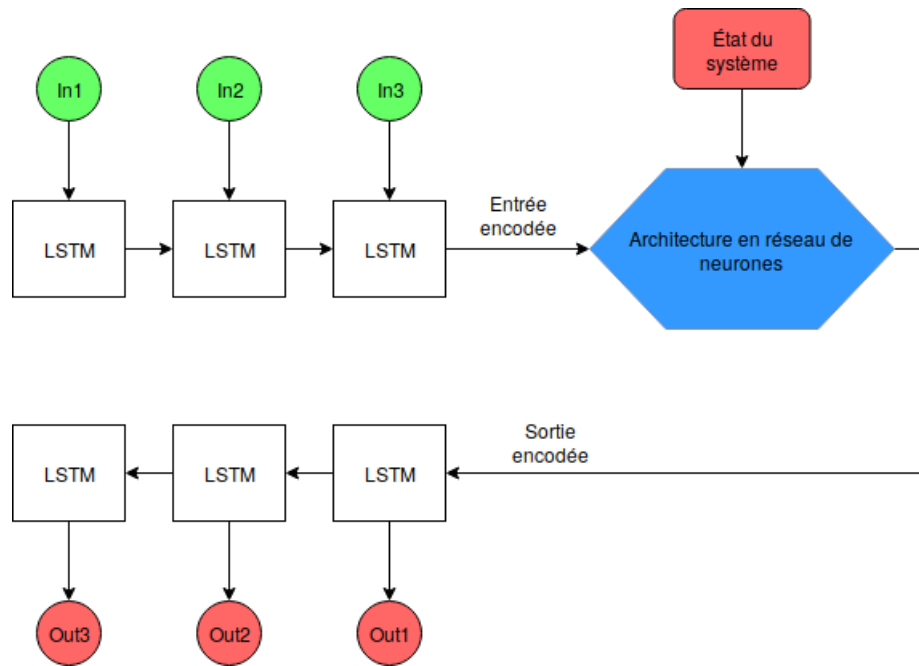 État du
système
In1
In2
In3
LSTM
LSTM
LSTM
Entrée
encodée
Architecture en réseau de
neurones
LSTM
LSTM
LSTM
Sortie
encodée
Out3
Out2
Out1